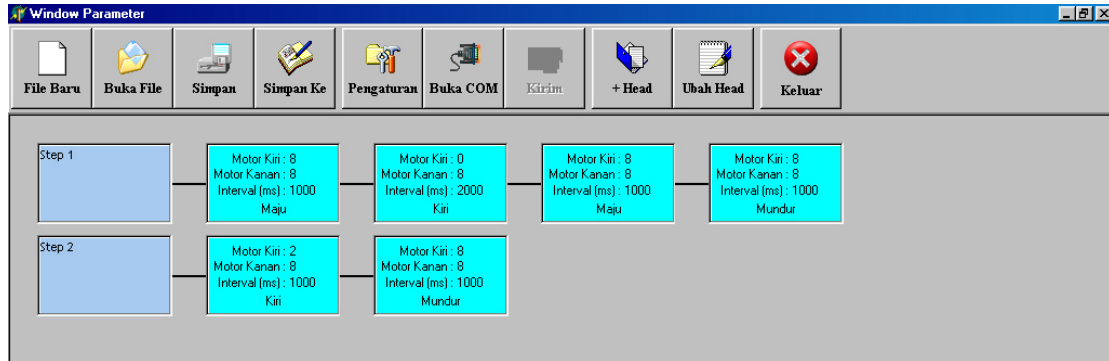 Window Parameter
File Baru
Buka File
Simpan
Simpan Ke
Pengaturan
Buka COM
Kirim
+ Head
Ubah Head
Keluar
Step 1
Motor Kiri : 8
Motor Kanan : 8
Interval (ms) : 1000
Maju
Motor Kiri : 0
Motor Kanan : 8
Interval (ms) : 2000
Kiri
Motor Kiri : 8
Motor Kanan : 8
Interval (ms) : 1000
Maju
Motor Kiri : 8
Motor Kanan : 8
Interval (ms) : 1000
Mundur
Step 2
Motor Kiri : 2
Motor Kanan : 8
Interval (ms) : 1000
Kiri
Motor Kiri : 8
Motor Kanan : 8
Interval (ms) : 1000
Mundur